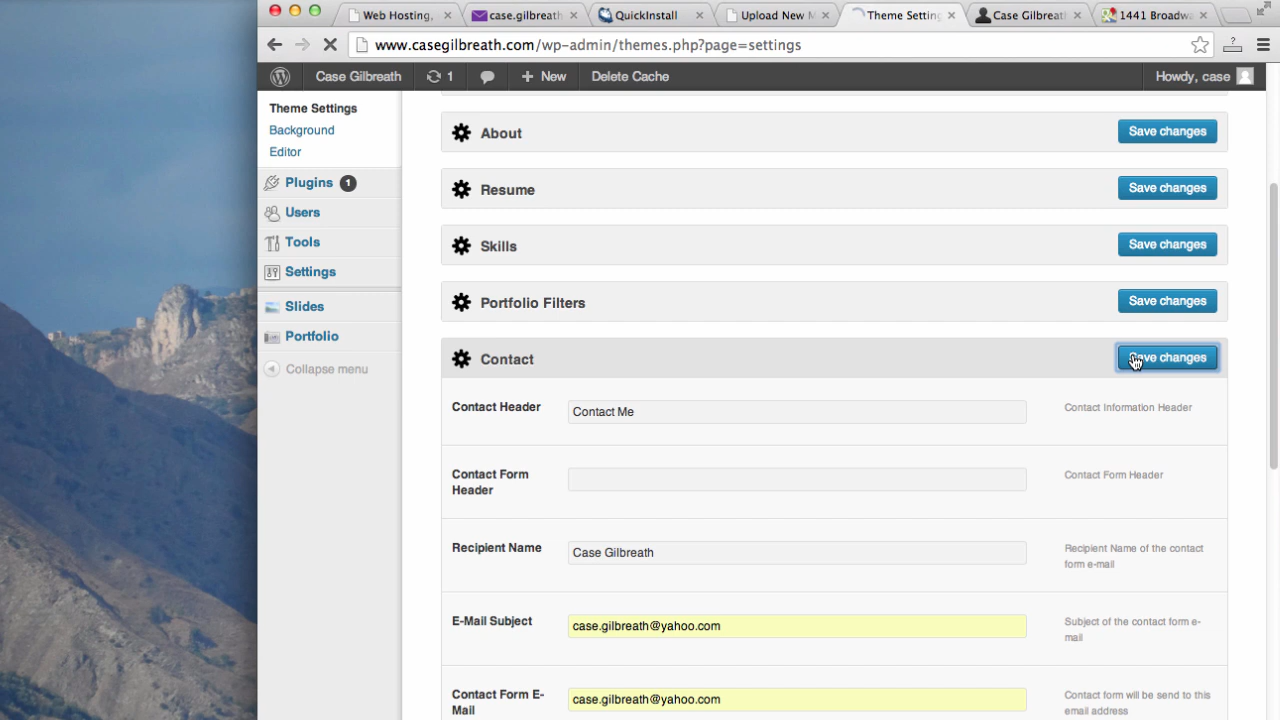 Web Hosting,
case.gilbreath
QuickInstall
Upload New M
Theme Setting
Case Gilbreat
1441 Broadwa
www.casegilbreath.com/wp-admin/themes.php?page=settings
Case Gilbreath
1
New
Delete Cache
Howdy, case
Theme Settings
Background
Editor
Plugins 1
Users
Tools
Settings
Slides
Portfolio
Collapse menu
About
Save changes
Resume
Save changes
Skills
Save changes
Portfolio Filters
Save changes
Contact
Save changes
Contact Header
Contact Me
Contact Information Header
Contact Form
Header
Contact Form Header
Recipient Name
Case Gilbreath
Recipient Name of the contact
form e-mail
E-Mail Subject
case.gilbreath@yahoo.com
Subject of the contact form e-
mail
Contact Form E-
Mail
case.gilbreath@yahoo.com
Contact form will be send to this
email address